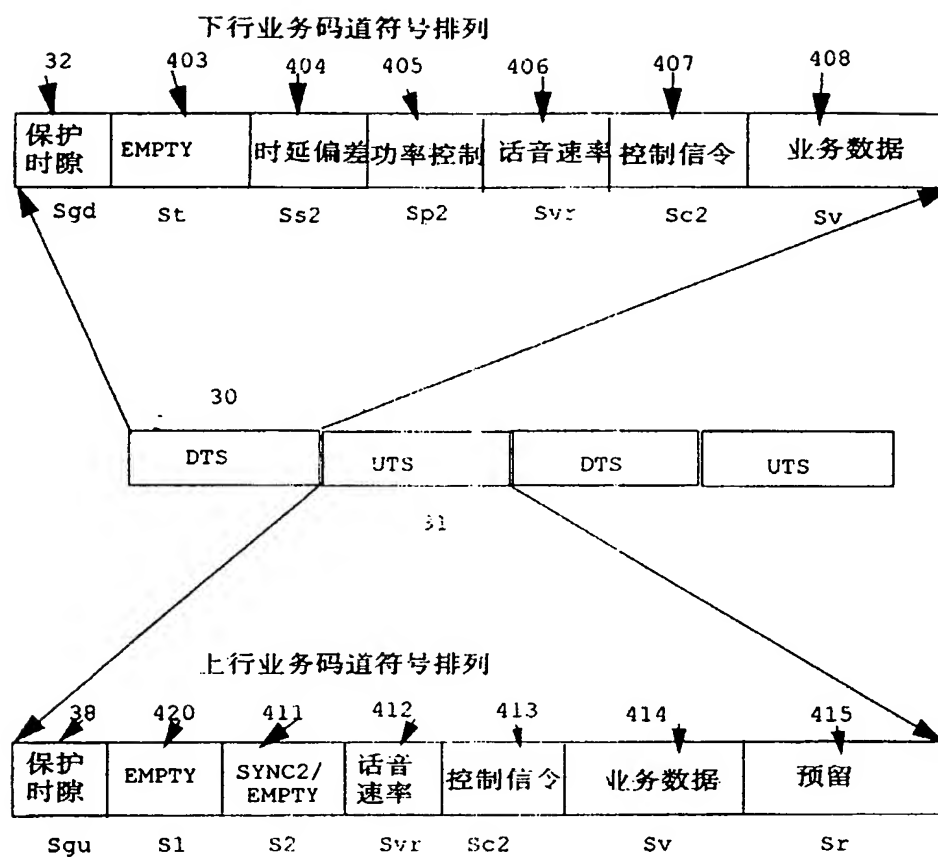 下行业务码道符号排列
32 403 404 405 406 407 408
保护时隙 EMPTY 时延偏差 功率控制 话音速率 控制信令 业务数据
Sgd St Ss2 Sp2 Svr Sc2 Sv
30
DTS UTS DTS UTS
31
上行业务码道符号排列
38 420 411 412 413 414 415
保护时隙 EMPTY SYNC2/EMPTY 话音速率 控制信令 业务数据 预留
Sgu S1 S2 Svr Sc2 Sv Sr